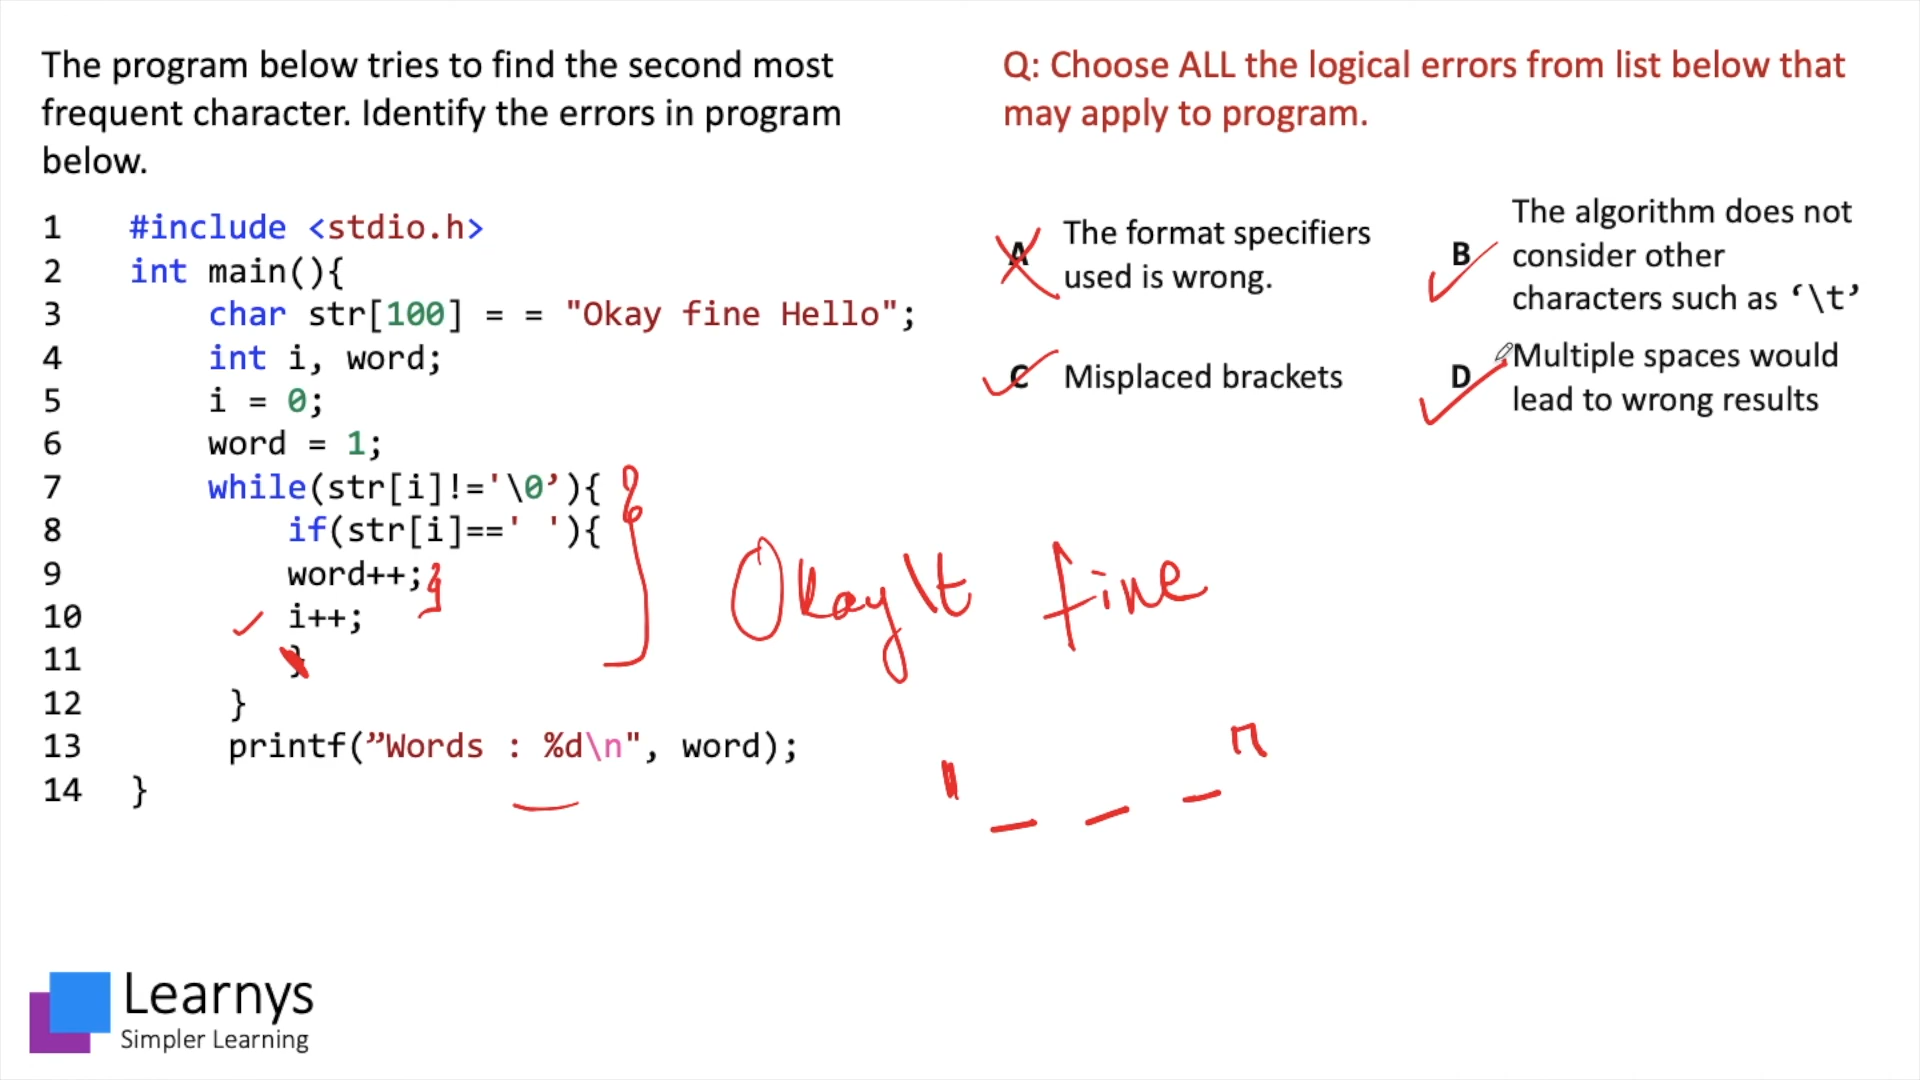 The program below tries to find the second most
frequent character. Identify the errors in program
below.
1 #include <stdio.h>
2 int main(){
3 char str[100] = = "Okay fine Hello";
4 int i, word;
5 i = 0;
6 word = 1;
7 while(str[i]!='\0’){
8 if(str[i]==' '){
9 word++;}
10 i++;
11 }
12 }
13 printf(”Words : %d\n", word);
14 }
Okay\t fine
" _ _ _ "
Q: Choose ALL the logical errors from list below that
may apply to program.
A The format specifiers
used is wrong.
B The algorithm does not
consider other
characters such as ‘\t’
C Misplaced brackets
D Multiple spaces would
lead to wrong results
Learnys
Simpler Learning